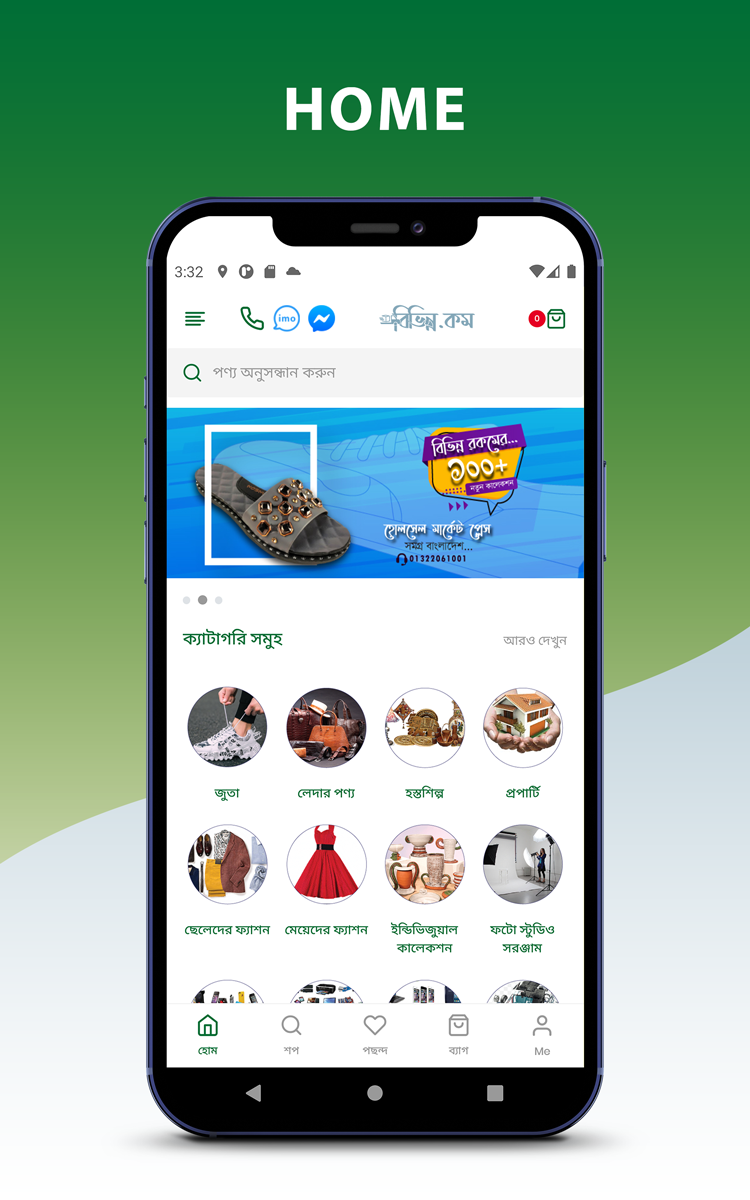 HOME
3:32
imo
বিভিন্ন.কম
0
পণ্য অনুসন্ধান করুন
বিভিন্ন রকমের...
১০০+
নতুন কালেকশন
হোলসেল মার্কেট প্লেস
সমগ্র বাংলাদেশ...
01322061001
ক্যাটাগরি সমুহ
আরও দেখুন
জুতা
লেদার পণ্য
হস্তশিল্প
প্রপার্টি
ছেলেদের ফ্যাশন
মেয়েদের ফ্যাশন
ইন্ডিভিজুয়াল
কালেকশন
ফটো স্টুডিও
সরঞ্জাম
হোম
শপ
পছন্দ
ব্যাগ
Me